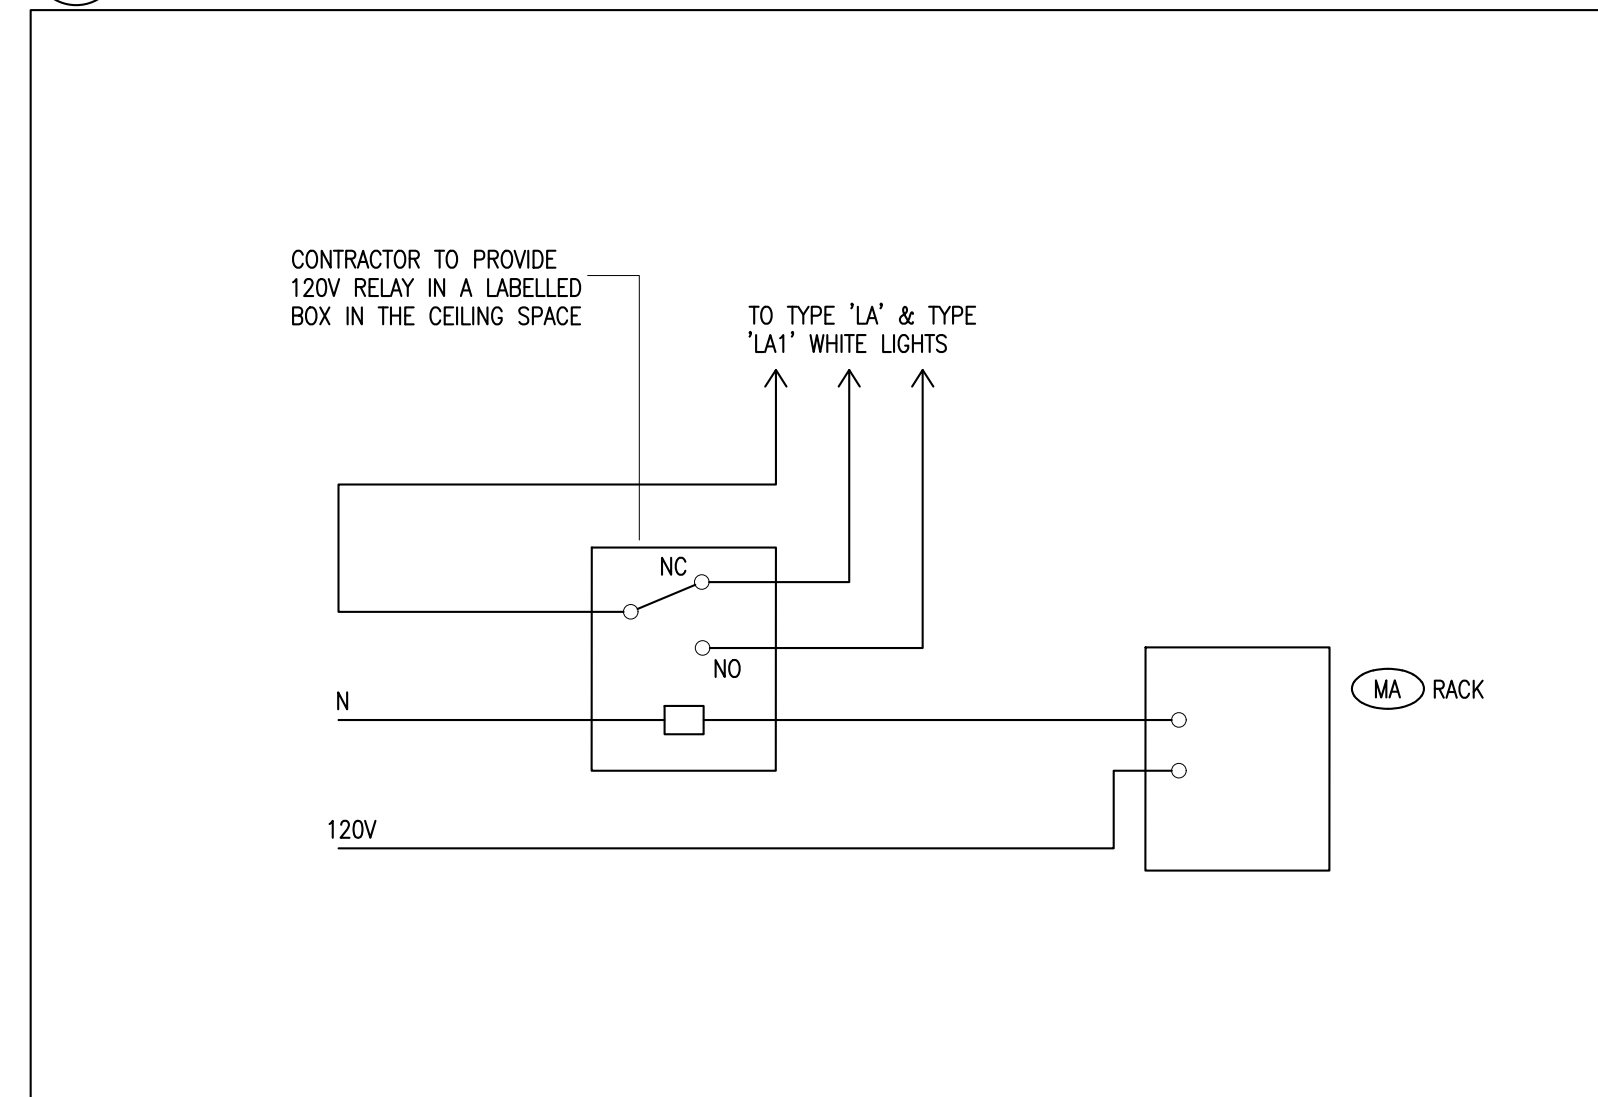 CONTRACTOR TO PROVIDE
120V RELAY IN A LABELLED
BOX IN THE CEILING SPACE
TO TYPE 'LA' & TYPE
'LA1' WHITE LIGHTS
NC
NO
N
MA RACK
120V